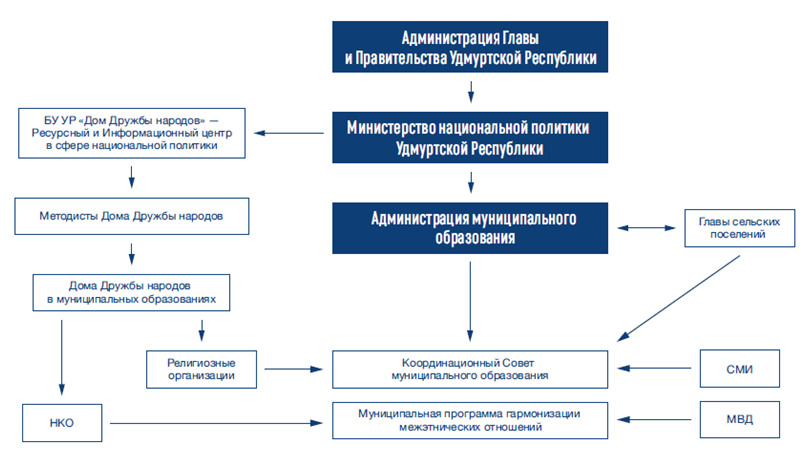 Администрация Главы
и Правительства Удмуртской Республики
БУ УР «Дом Дружбы народов» —
Ресурсный и Информационный центр
в сфере национальной политики
Министерство национальной политики
Удмуртской Республики
Методисты Дома Дружбы народов
Администрация муниципального
образования
Главы сельских
поселений
Дома Дружбы народов
в муниципальных образованиях
Религиозные
организации
Координационный Совет
муниципального образования
СМИ
НКО
Муниципальная программа гармонизации
межэтнических отношений
МВД